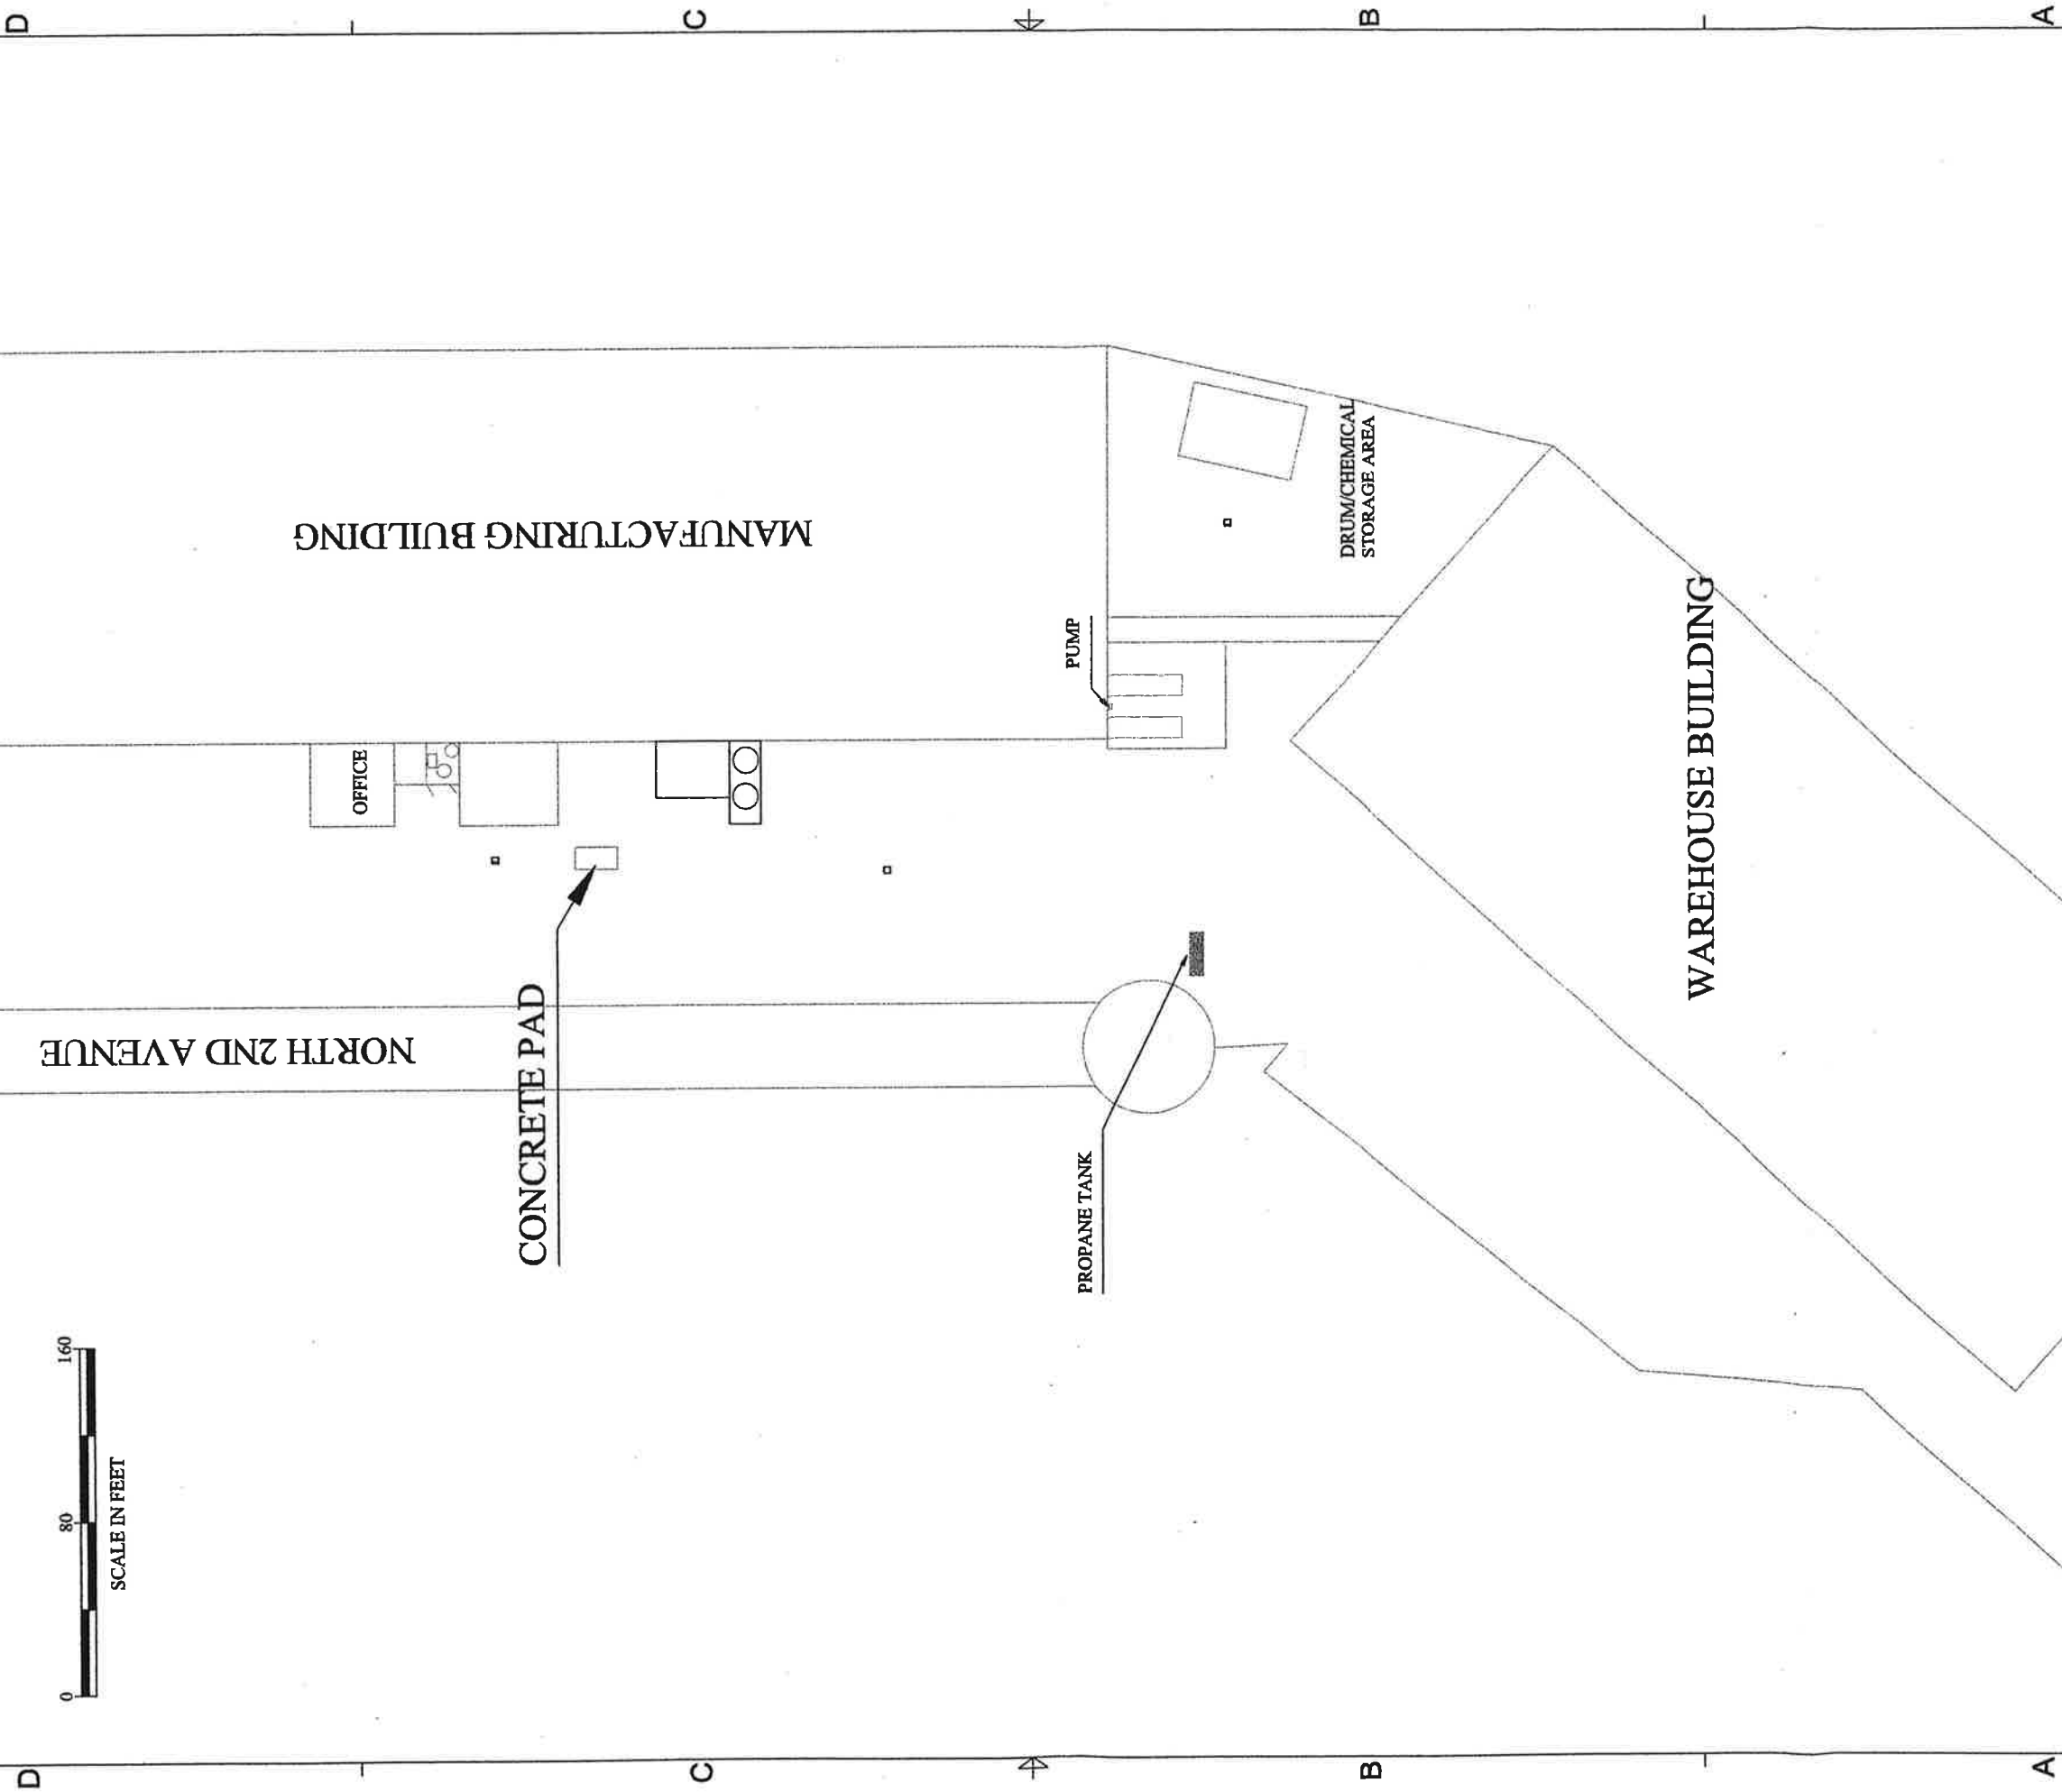 D
C
B
A
MANUFACTURING BUILDING
DRUM/CHEMICAL
STORAGE AREA
PUMP
OFFICE
WAREHOUSE BUILDING
NORTH 2ND AVENUE
CONCRETE PAD
PROPANE TANK
0 80 160
SCALE IN FEET
D
C
B
A